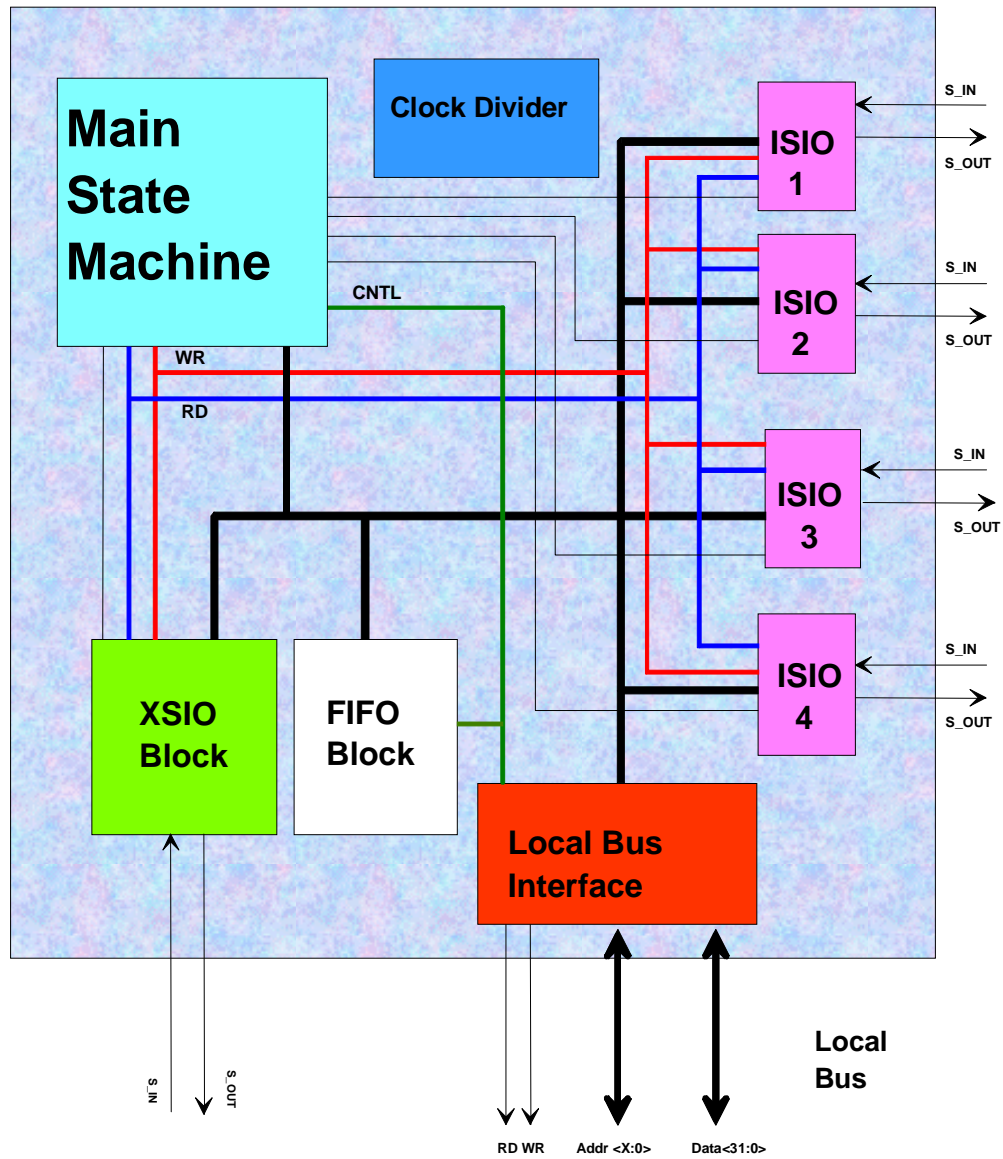 Main
State
Machine
Clock Divider
ISIO
1
S_IN
S_OUT
ISIO
2
S_IN
S_OUT
CNTL
WR
RD
ISIO
3
S_IN
S_OUT
ISIO
4
S_IN
S_OUT
XSIO
Block
FIFO
Block
Local Bus
Interface
Local
Bus
S_IN
S_OUT
RD WR
Addr <X:0>
Data<31:0>